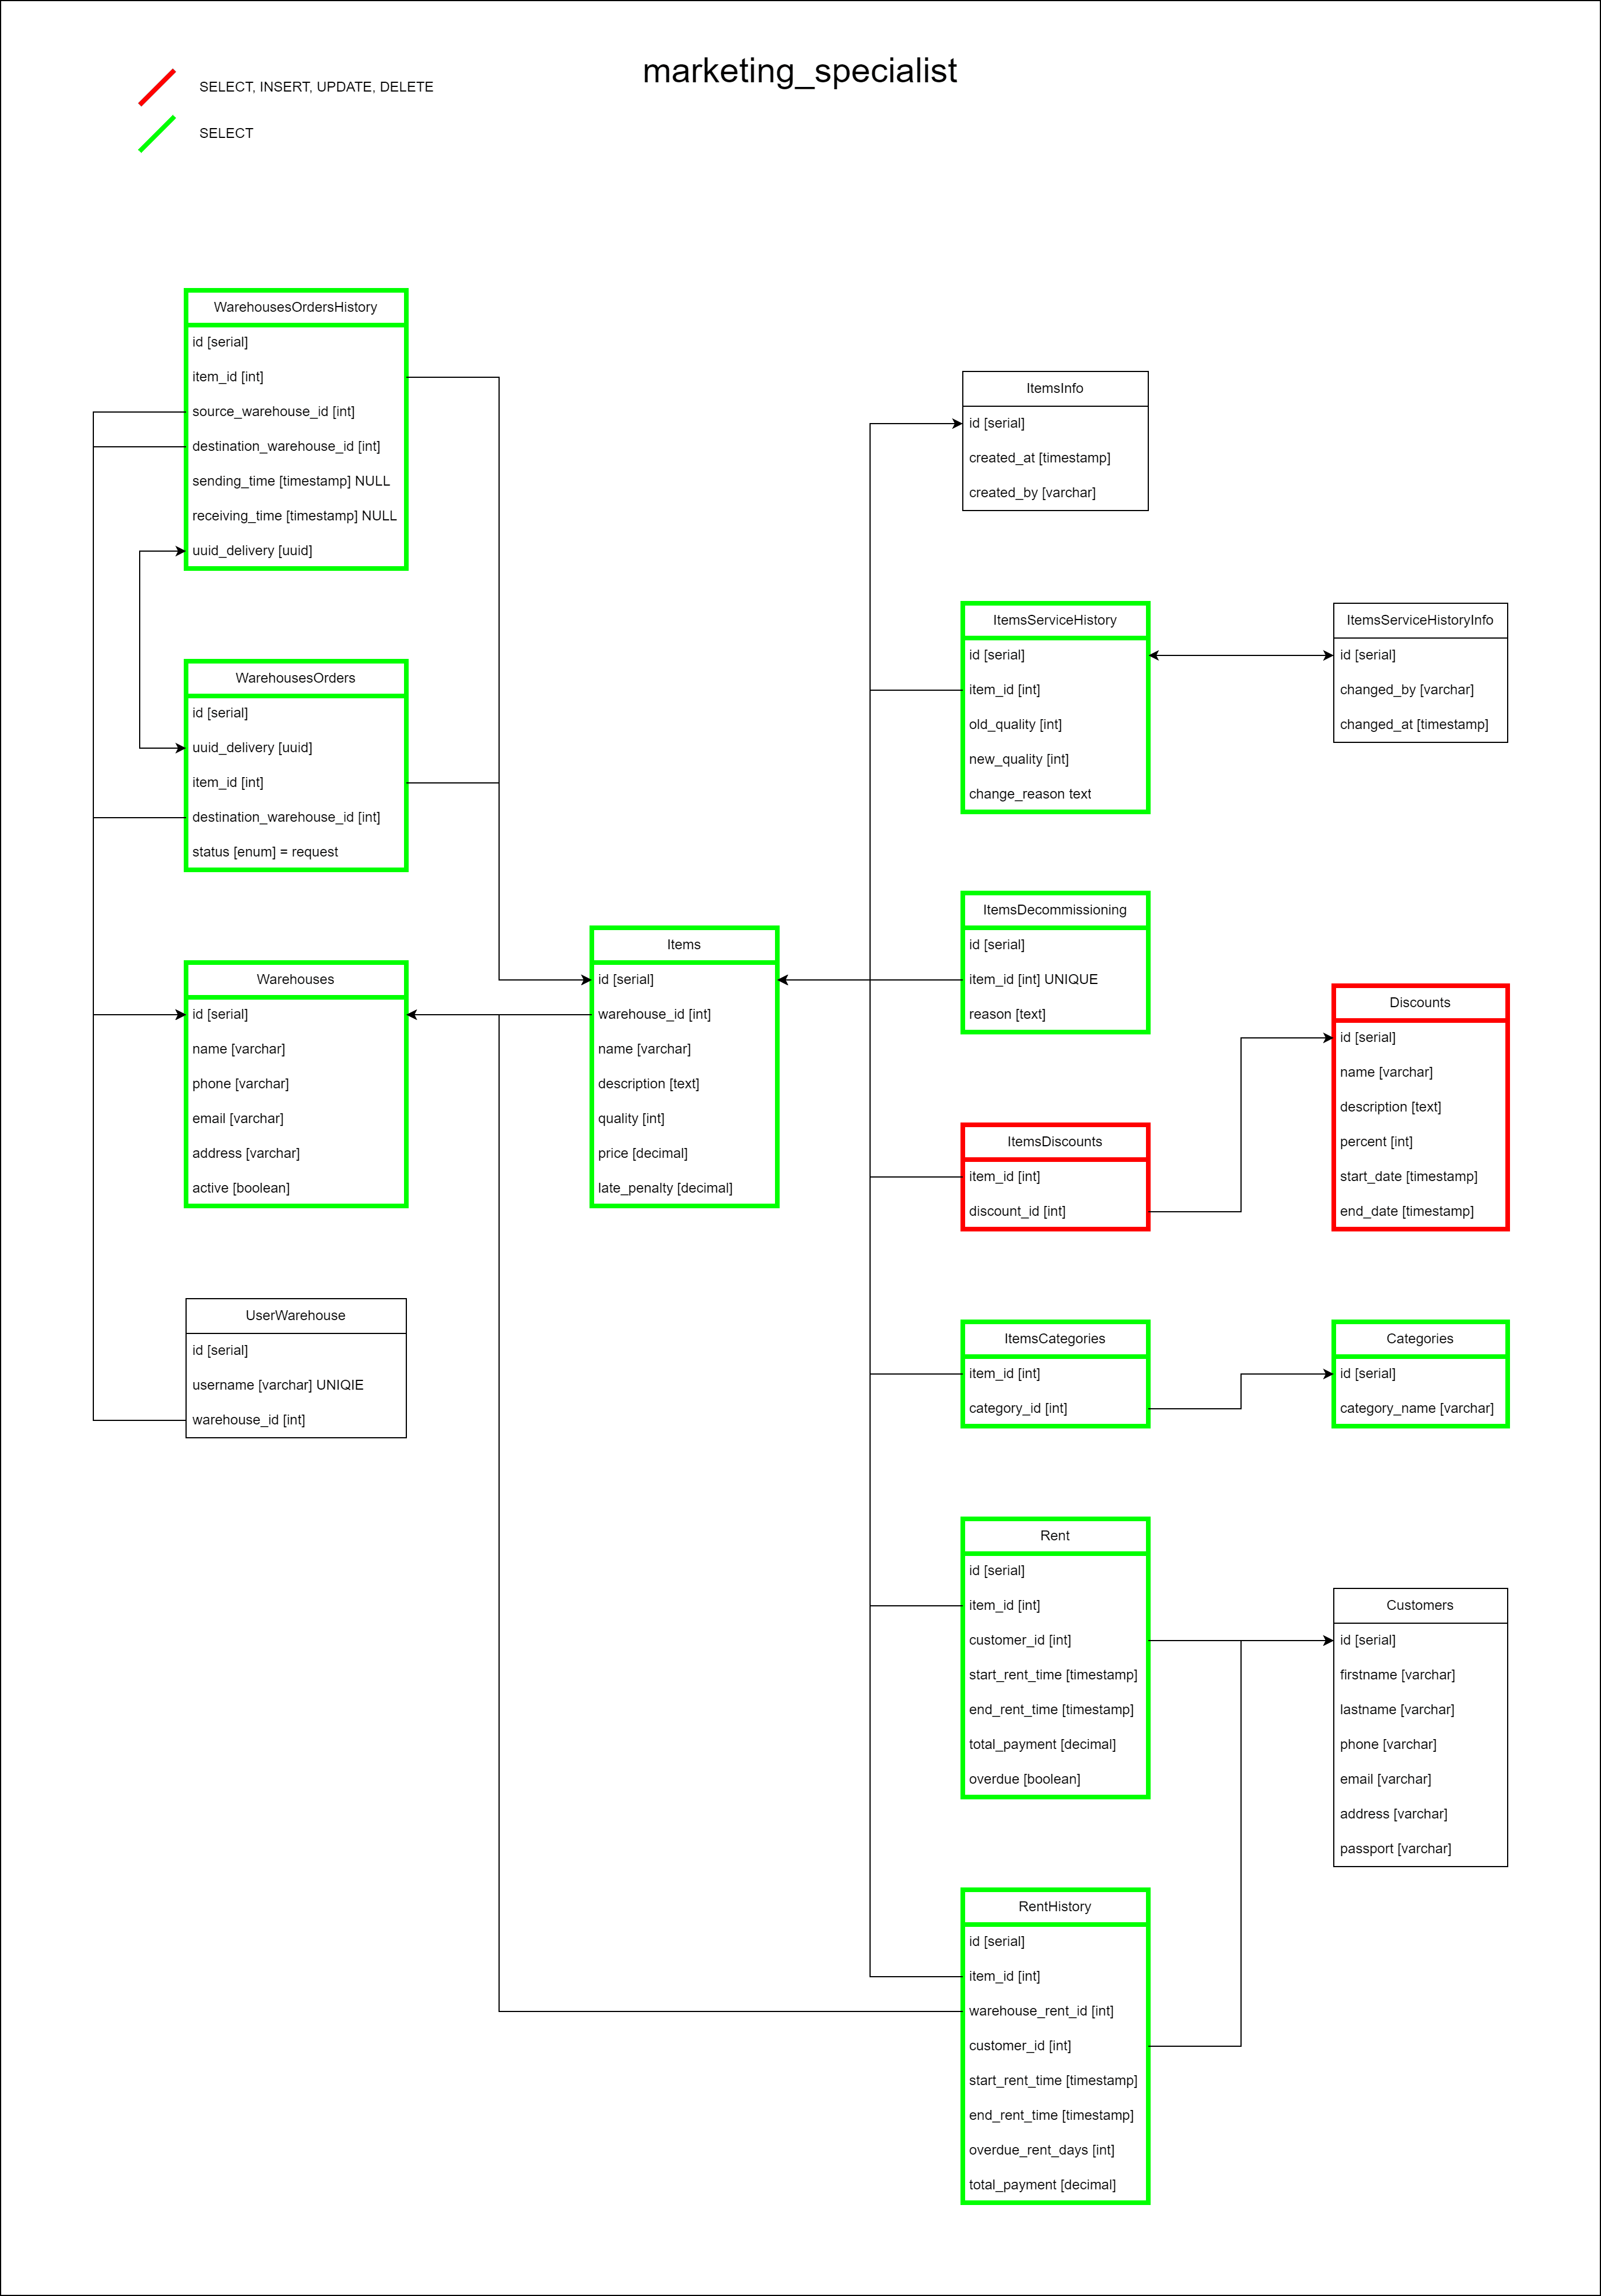 marketing_specialist
SELECT, INSERT, UPDATE, DELETE
SELECT
WarehousesOrdersHistory
id [serial]
item_id [int]
source_warehouse_id [int]
destination_warehouse_id [int]
sending_time [timestamp] NULL
receiving_time [timestamp] NULL
uuid_delivery [uuid]
WarehousesOrders
id [serial]
uuid_delivery [uuid]
item_id [int]
destination_warehouse_id [int]
status [enum] = request
Warehouses
id [serial]
name [varchar]
phone [varchar]
email [varchar]
address [varchar]
active [boolean]
UserWarehouse
id [serial]
username [varchar] UNIQIE
warehouse_id [int]
Items
id [serial]
warehouse_id [int]
name [varchar]
description [text]
quality [int]
price [decimal]
late_penalty [decimal]
ItemsInfo
id [serial]
created_at [timestamp]
created_by [varchar]
ItemsServiceHistory
id [serial]
item_id [int]
old_quality [int]
new_quality [int]
change_reason text
ItemsServiceHistoryInfo
id [serial]
changed_by [varchar]
changed_at [timestamp]
ItemsDecommissioning
id [serial]
item_id [int] UNIQUE
reason [text]
Discounts
id [serial]
name [varchar]
description [text]
percent [int]
start_date [timestamp]
end_date [timestamp]
ItemsDiscounts
item_id [int]
discount_id [int]
ItemsCategories
item_id [int]
category_id [int]
Categories
id [serial]
category_name [varchar]
Rent
id [serial]
item_id [int]
customer_id [int]
start_rent_time [timestamp]
end_rent_time [timestamp]
total_payment [decimal]
overdue [boolean]
Customers
id [serial]
firstname [varchar]
lastname [varchar]
phone [varchar]
email [varchar]
address [varchar]
passport [varchar]
RentHistory
id [serial]
item_id [int]
warehouse_rent_id [int]
customer_id [int]
start_rent_time [timestamp]
end_rent_time [timestamp]
overdue_rent_days [int]
total_payment [decimal]